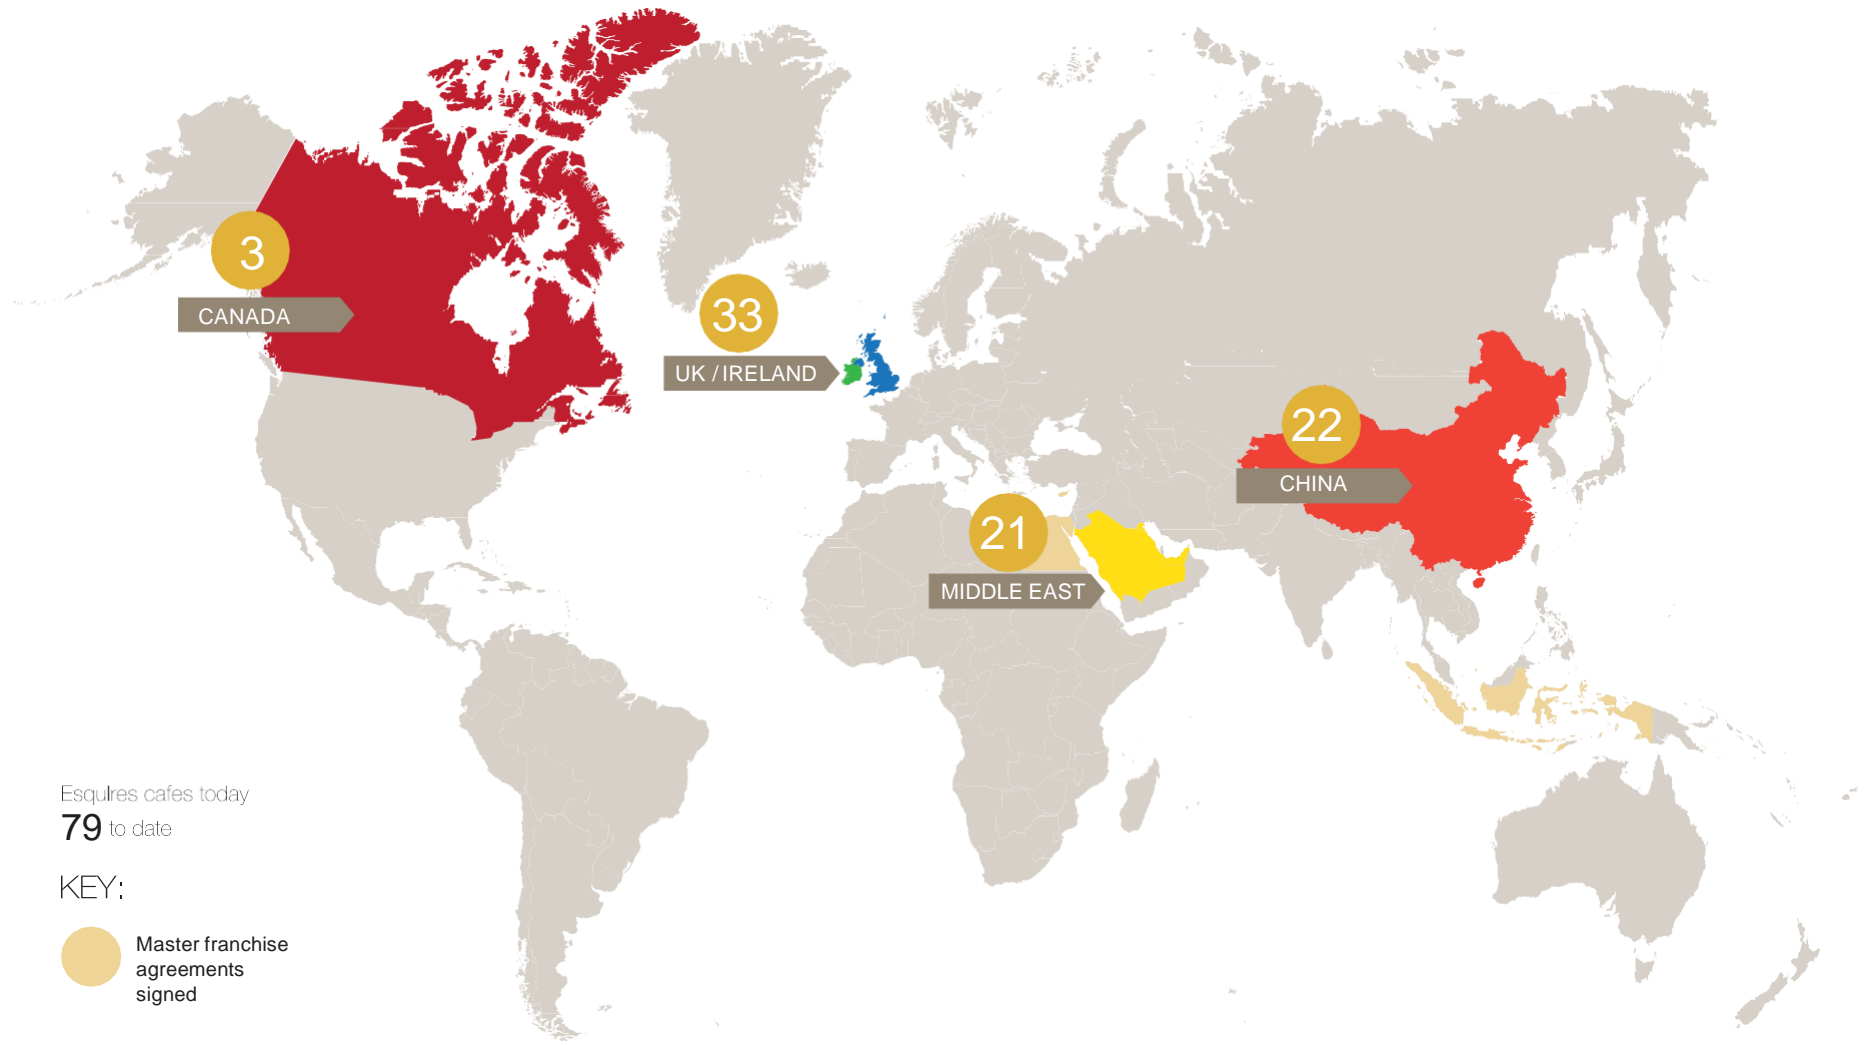 3
CANADA
33
UK / IRELAND
22
CHINA
21
MIDDLE EAST
Esquires cafes today
79 to date
KEY:
Master franchise
agreements
signed